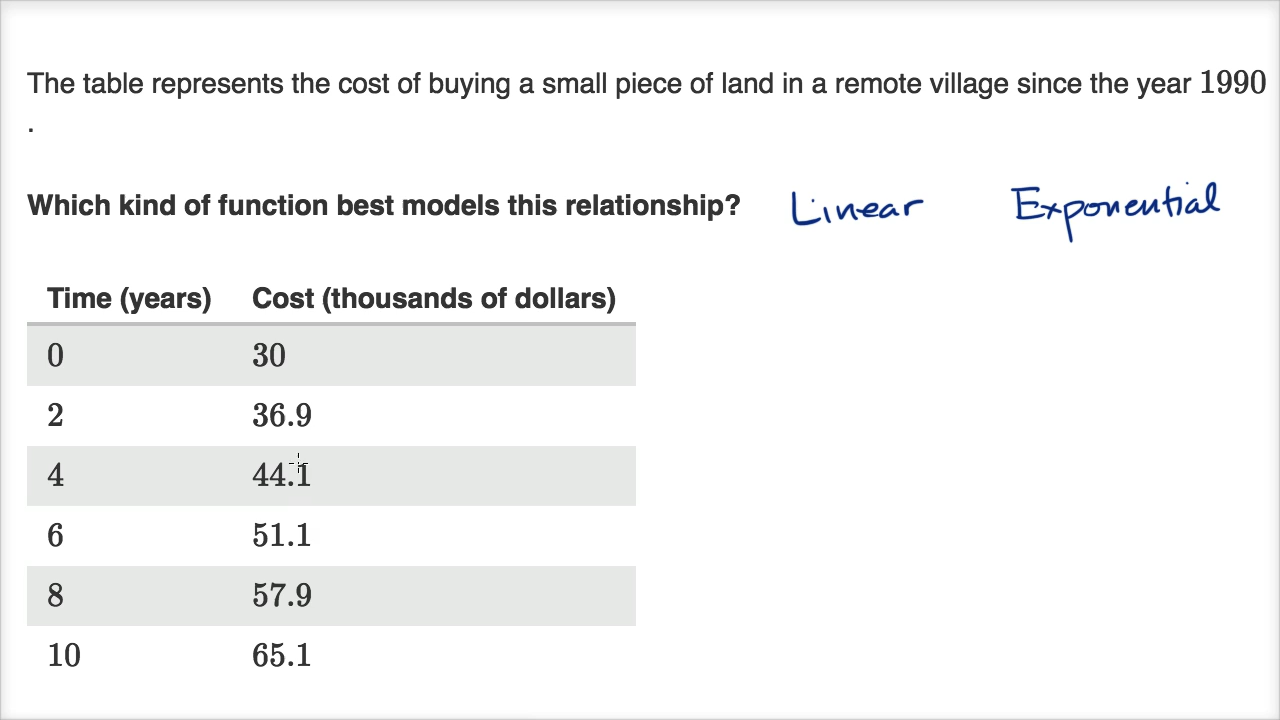 The table represents the cost of buying a small piece of land in a remote village since the year 1990
.
Which kind of function best models this relationship? Linear Exponential
Time (years) Cost (thousands of dollars)
0 30
2 36.9
4 44.1
6 51.1
8 57.9
10 65.1